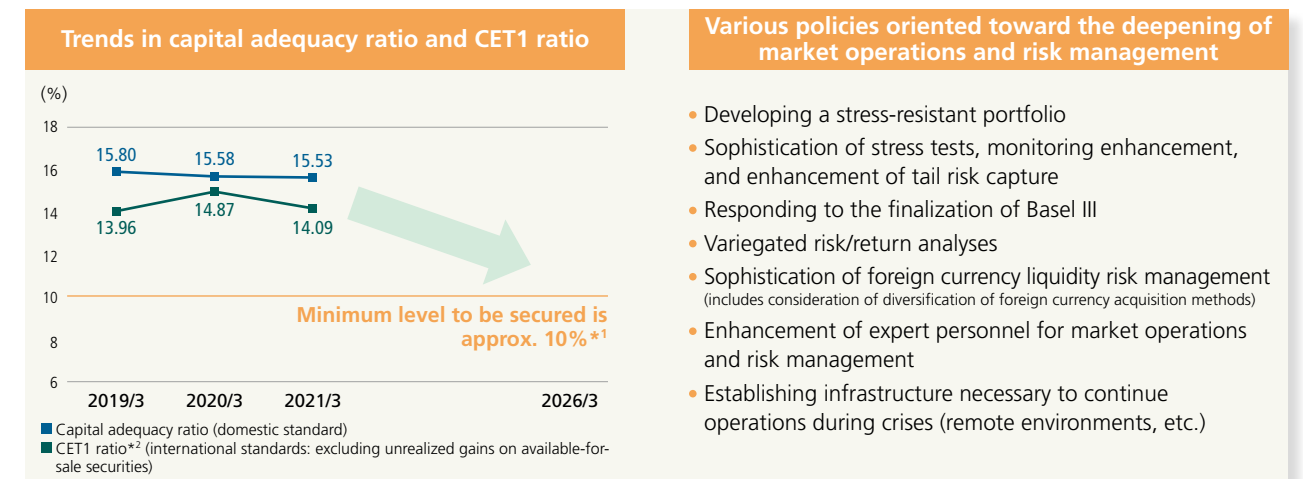 Trends in capital adequacy ratio and CET1 ratio
(%)
18
16
14
12
10
8
6
15.80
15.58
15.53
13.96
14.87
14.09
Minimum level to be secured is
approx. 10%*1
2019/3
2020/3
2021/3
2026/3
Capital adequacy ratio (domestic standard)
CET1 ratio*2 (international standards: excluding unrealized gains on available-for-
sale securities)
Various policies oriented toward the deepening of
market operations and risk management
• Developing a stress-resistant portfolio
• Sophistication of stress tests, monitoring enhancement,
and enhancement of tail risk capture
• Responding to the finalization of Basel III
• Variegated risk/return analyses
• Sophistication of foreign currency liquidity risk management
(includes consideration of diversification of foreign currency acquisition methods)
• Enhancement of expert personnel for market operations
and risk management
• Establishing infrastructure necessary to continue
operations during crises (remote environments, etc.)